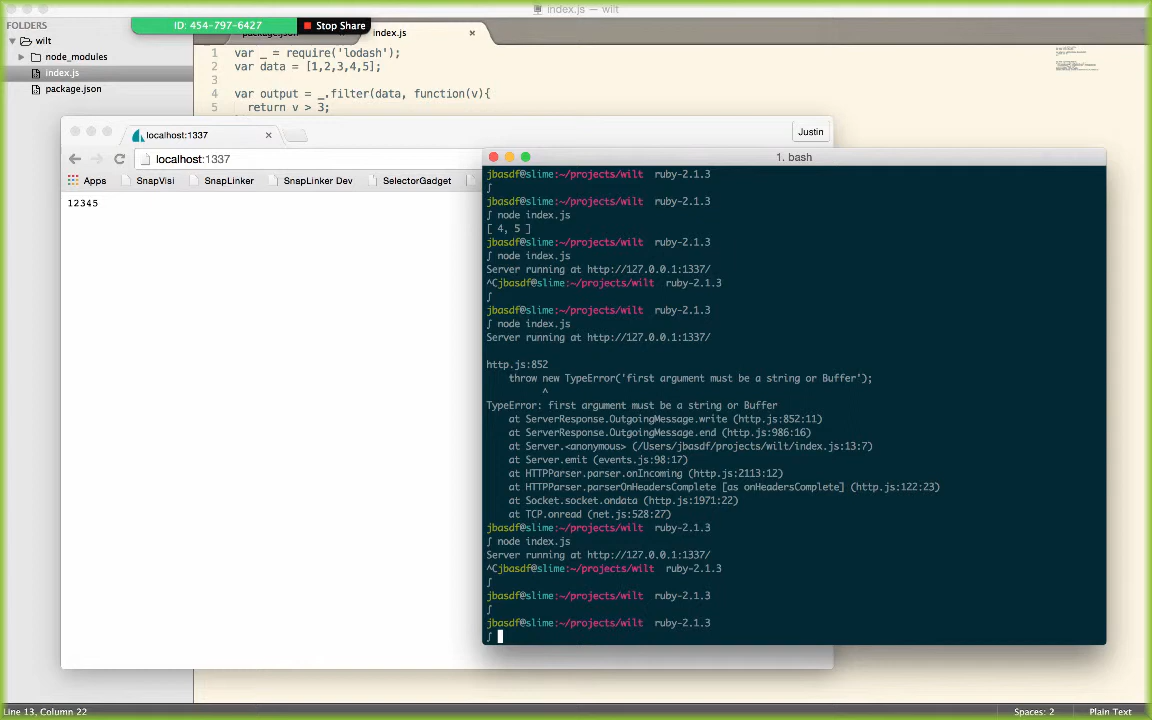 index.js — wilt
FOLDERS
wilt
node_modules
index.js
package.json
ID: 454-797-6427
Stop Share
package.json
index.js
1 var _ = require('lodash');
2 var data = [1,2,3,4,5];
3
4 var output = _.filter(data, function(v){
5 return v > 3;
localhost:1337
Justin
localhost:1337
Apps SnapVisi SnapLinker SnapLinker Dev SelectorGadget
12345
1. bash
jbasdf@slime:~/projects/wilt ruby-2.1.3
∫
jbasdf@slime:~/projects/wilt ruby-2.1.3
∫ node index.js
[ 4, 5 ]
jbasdf@slime:~/projects/wilt ruby-2.1.3
∫ node index.js
Server running at http://127.0.0.1:1337/
^Cjbasdf@slime:~/projects/wilt ruby-2.1.3
∫
jbasdf@slime:~/projects/wilt ruby-2.1.3
∫ node index.js
Server running at http://127.0.0.1:1337/
http.js:852
throw new TypeError('first argument must be a string or Buffer');
^
TypeError: first argument must be a string or Buffer
at ServerResponse.OutgoingMessage.write (http.js:852:11)
at ServerResponse.OutgoingMessage.end (http.js:986:16)
at Server.<anonymous> (/Users/jbasdf/projects/wilt/index.js:13:7)
at Server.emit (events.js:98:17)
at HTTPParser.parser.onIncoming (http.js:2113:12)
at HTTPParser.parserOnHeadersComplete [as onHeadersComplete] (http.js:122:23)
at Socket.socket.ondata (http.js:1971:22)
at TCP.onread (net.js:528:27)
jbasdf@slime:~/projects/wilt ruby-2.1.3
∫ node index.js
Server running at http://127.0.0.1:1337/
^Cjbasdf@slime:~/projects/wilt ruby-2.1.3
∫
jbasdf@slime:~/projects/wilt ruby-2.1.3
∫
jbasdf@slime:~/projects/wilt ruby-2.1.3
∫
Line 13, Column 22
Spaces: 2
Plain Text